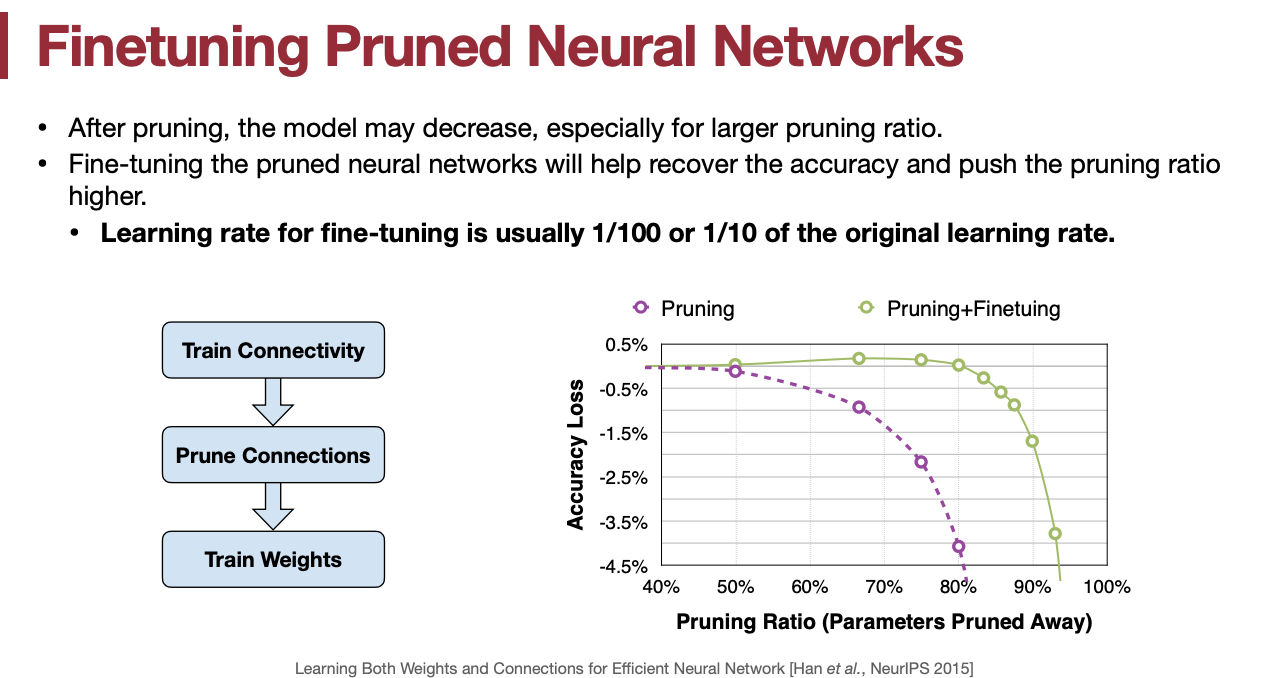 Finetuning Pruned Neural Networks
• After pruning, the model may decrease, especially for larger pruning ratio.
• Fine-tuning the pruned neural networks will help recover the accuracy and push the pruning ratio
higher.
• Learning rate for fine-tuning is usually 1/100 or 1/10 of the original learning rate.
Train Connectivity
Prune Connections
Train Weights
Pruning
Pruning+Finetuing
Accuracy Loss
0.5%
-0.5%
-1.5%
-2.5%
-3.5%
-4.5%
40% 50% 60% 70% 80% 90% 100%
Pruning Ratio (Parameters Pruned Away)
Learning Both Weights and Connections for Efficient Neural Network [Han et al., NeurIPS 2015]